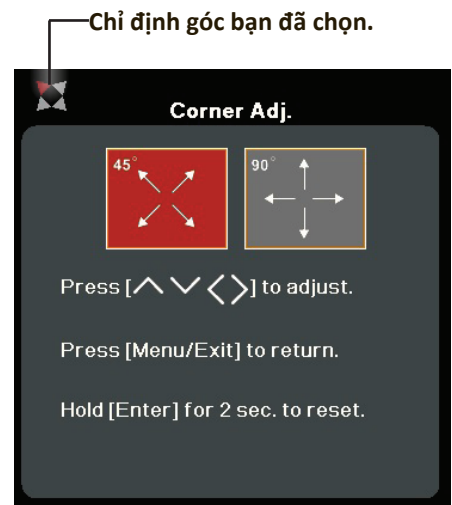 Chỉ định góc bạn đã chọn.
Corner Adj.
45° 90°
Press [︿﹀〈〉] to adjust.
Press [Menu/Exit] to return.
Hold [Enter] for 2 sec. to reset.